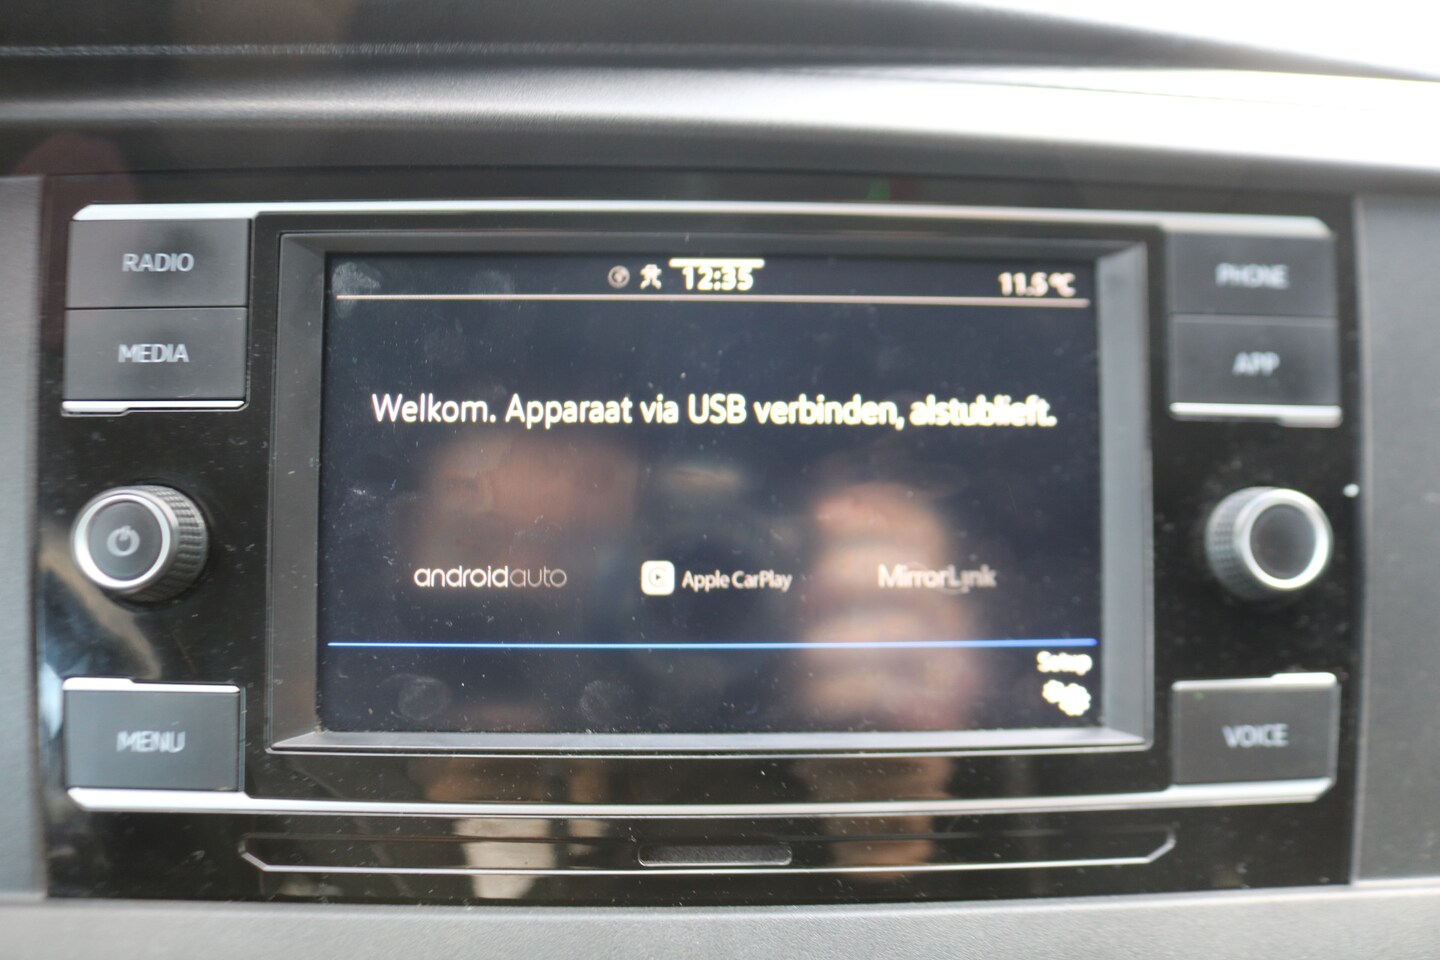 RADIO
MEDIA
MENU
12:35
11.5°C
Welkom. Apparaat via USB verbinden, alstublieft.
androidauto
Apple CarPlay
MirrorLink
Setup
PHONE
APP
VOICE